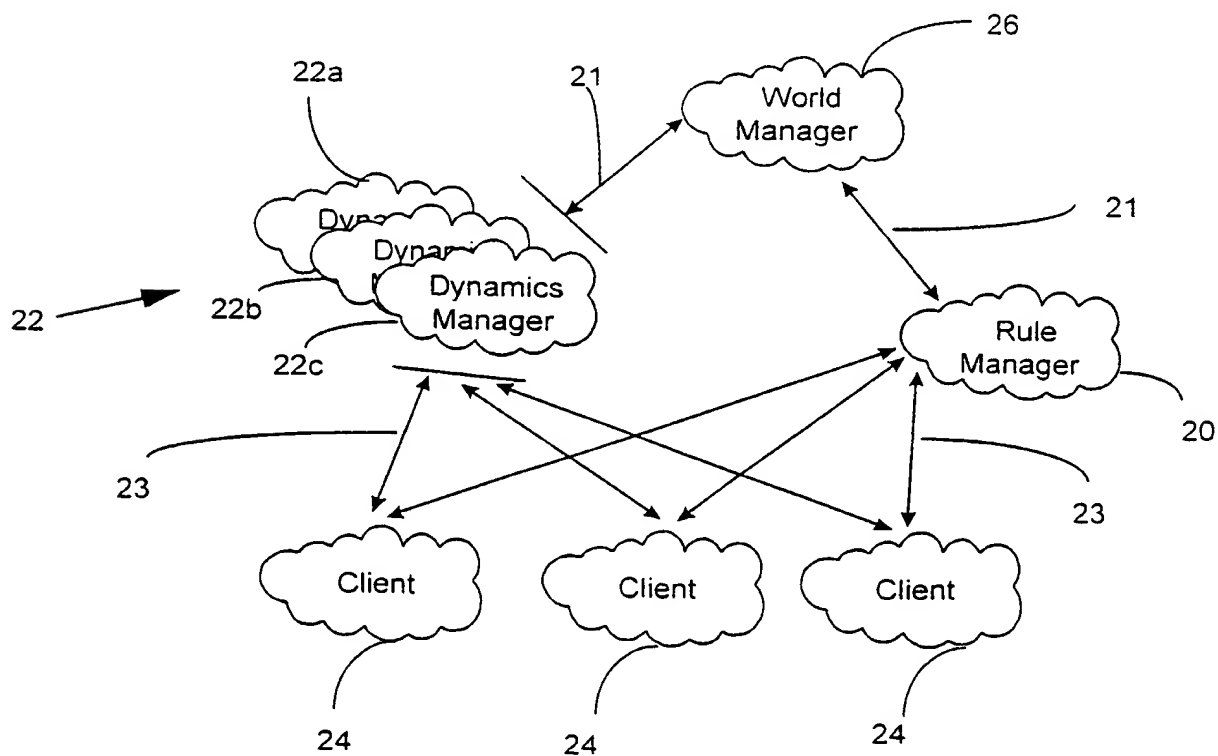 26
22a
21
World
Manager
21
Dynamics
Manager
22
22b
22c
Rule
Manager
20
23
23
Client
Client
Client
24
24
24